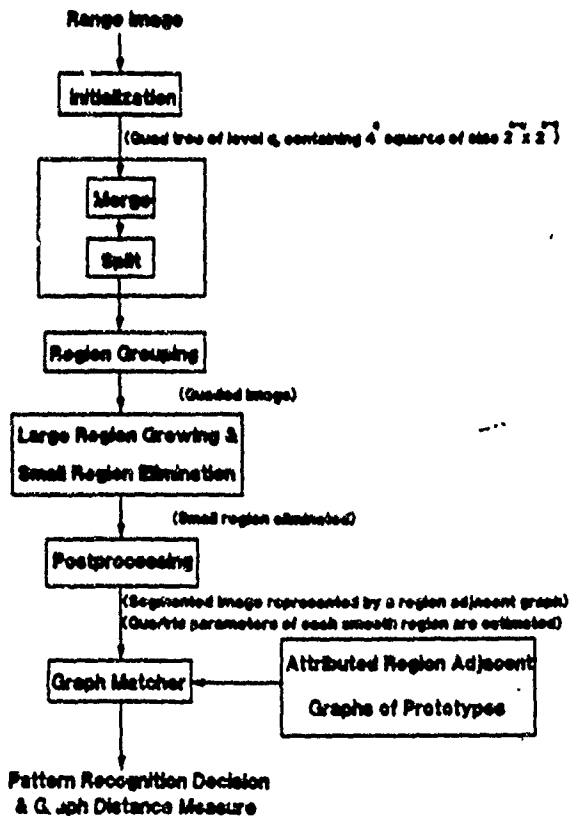 Range Image
Initialization
(Quad tree of level q, containing 4^q squares of size 2 x 2 )
Merge
Split
Region Grouping
(Quaded image)
Large Region Growing &
Small Region Elimination
(Small region eliminated)
Postprocessing
(Segmented image represented by a region adjacent graph)
(Quadric parameters of each smooth region are estimated)
Graph Matcher
Attributed Region Adjacent
Graphs of Prototypes
Pattern Recognition Decision
& Graph Distance Measure